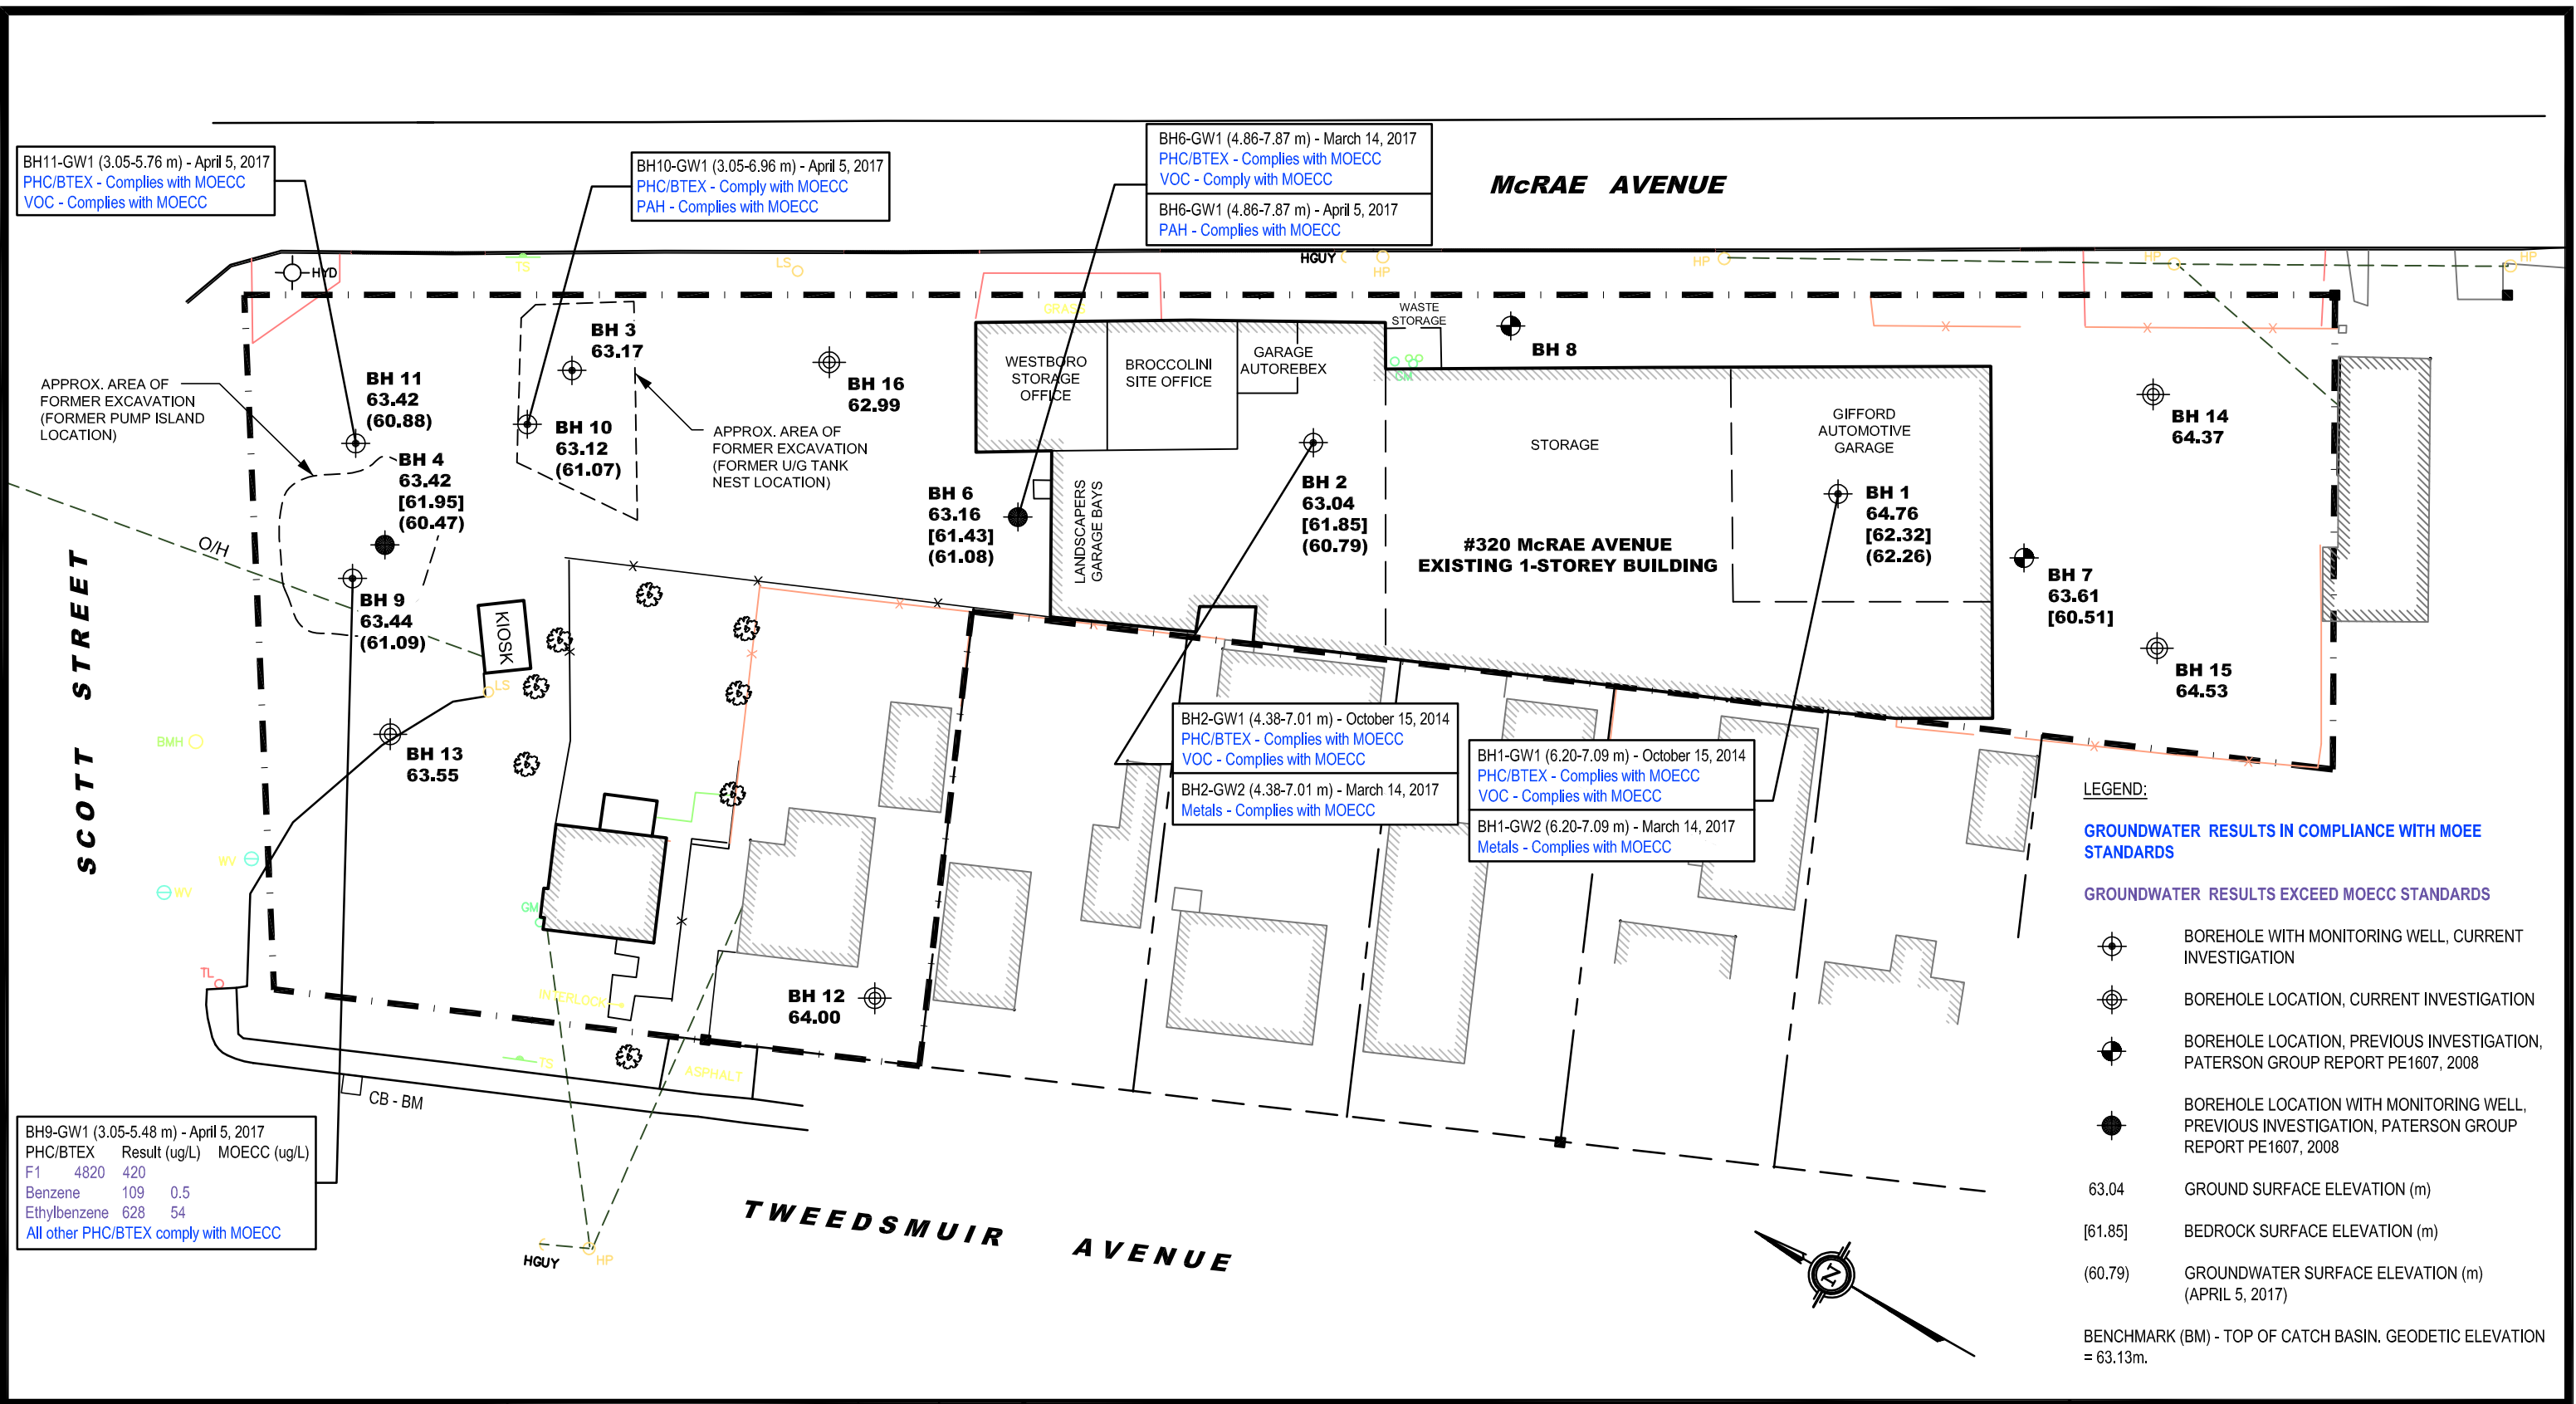 BH11-GW1 (3.05-5.76 m) - April 5, 2017
PHC/BTEX - Complies with MOECC
VOC - Complies with MOECC
BH10-GW1 (3.05-6.96 m) - April 5, 2017
PHC/BTEX - Comply with MOECC
PAH - Complies with MOECC
BH6-GW1 (4.86-7.87 m) - March 14, 2017
PHC/BTEX - Complies with MOECC
VOC - Comply with MOECC
BH6-GW1 (4.86-7.87 m) - April 5, 2017
PAH - Complies with MOECC
McRAE AVENUE
HYD
TS
LS
HGUY
HP
HP
HP
HP
GRASS
WASTE
STORAGE
GM
BH 3
63.17
BH 16
62.99
WESTBORO
STORAGE
OFFICE
BROCCOLINI
SITE OFFICE
GARAGE
AUTOREBEX
BH 8
APPROX. AREA OF
FORMER EXCAVATION
(FORMER PUMP ISLAND
LOCATION)
BH 11
63.42
(60.88)
BH 10
63.12
(61.07)
APPROX. AREA OF
FORMER EXCAVATION
(FORMER U/G TANK
NEST LOCATION)
STORAGE
GIFFORD
AUTOMOTIVE
GARAGE
BH 14
64.37
BH 4
63.42
[61.95]
(60.47)
BH 6
63.16
[61.43]
(61.08)
LANDSCAPERS
GARAGE BAYS
BH 2
63.04
[61.85]
(60.79)
BH 1
64.76
[62.32]
(62.26)
#320 McRAE AVENUE
EXISTING 1-STOREY BUILDING
O/H
BH 7
63.61
[60.51]
BH 9
63.44
(61.09)
KIOSK
LS
BH 15
64.53
SCOTT STREET
BMH
BH 13
63.55
WV
WV
TL
GM
INTERLOCK
BH 12
64.00
TS
ASPHALT
CB - BM
BH2-GW1 (4.38-7.01 m) - October 15, 2014
PHC/BTEX - Complies with MOECC
VOC - Complies with MOECC
BH2-GW2 (4.38-7.01 m) - March 14, 2017
Metals - Complies with MOECC
BH1-GW1 (6.20-7.09 m) - October 15, 2014
PHC/BTEX - Complies with MOECC
VOC - Complies with MOECC
BH1-GW2 (6.20-7.09 m) - March 14, 2017
Metals - Complies with MOECC
BH9-GW1 (3.05-5.48 m) - April 5, 2017
PHC/BTEX Result (ug/L) MOECC (ug/L)
F1 4820 420
Benzene 109 0.5
Ethylbenzene 628 54
All other PHC/BTEX comply with MOECC
HGUY
HP
TWEEDSMUIR AVENUE
N
LEGEND:
GROUNDWATER RESULTS IN COMPLIANCE WITH MOEE
STANDARDS
GROUNDWATER RESULTS EXCEED MOECC STANDARDS
BOREHOLE WITH MONITORING WELL, CURRENT
INVESTIGATION
BOREHOLE LOCATION, CURRENT INVESTIGATION
BOREHOLE LOCATION, PREVIOUS INVESTIGATION,
PATERSON GROUP REPORT PE1607, 2008
BOREHOLE LOCATION WITH MONITORING WELL,
PREVIOUS INVESTIGATION, PATERSON GROUP
REPORT PE1607, 2008
63.04 GROUND SURFACE ELEVATION (m)
[61.85] BEDROCK SURFACE ELEVATION (m)
(60.79) GROUNDWATER SURFACE ELEVATION (m)
(APRIL 5, 2017)
BENCHMARK (BM) - TOP OF CATCH BASIN. GEODETIC ELEVATION
= 63.13m.